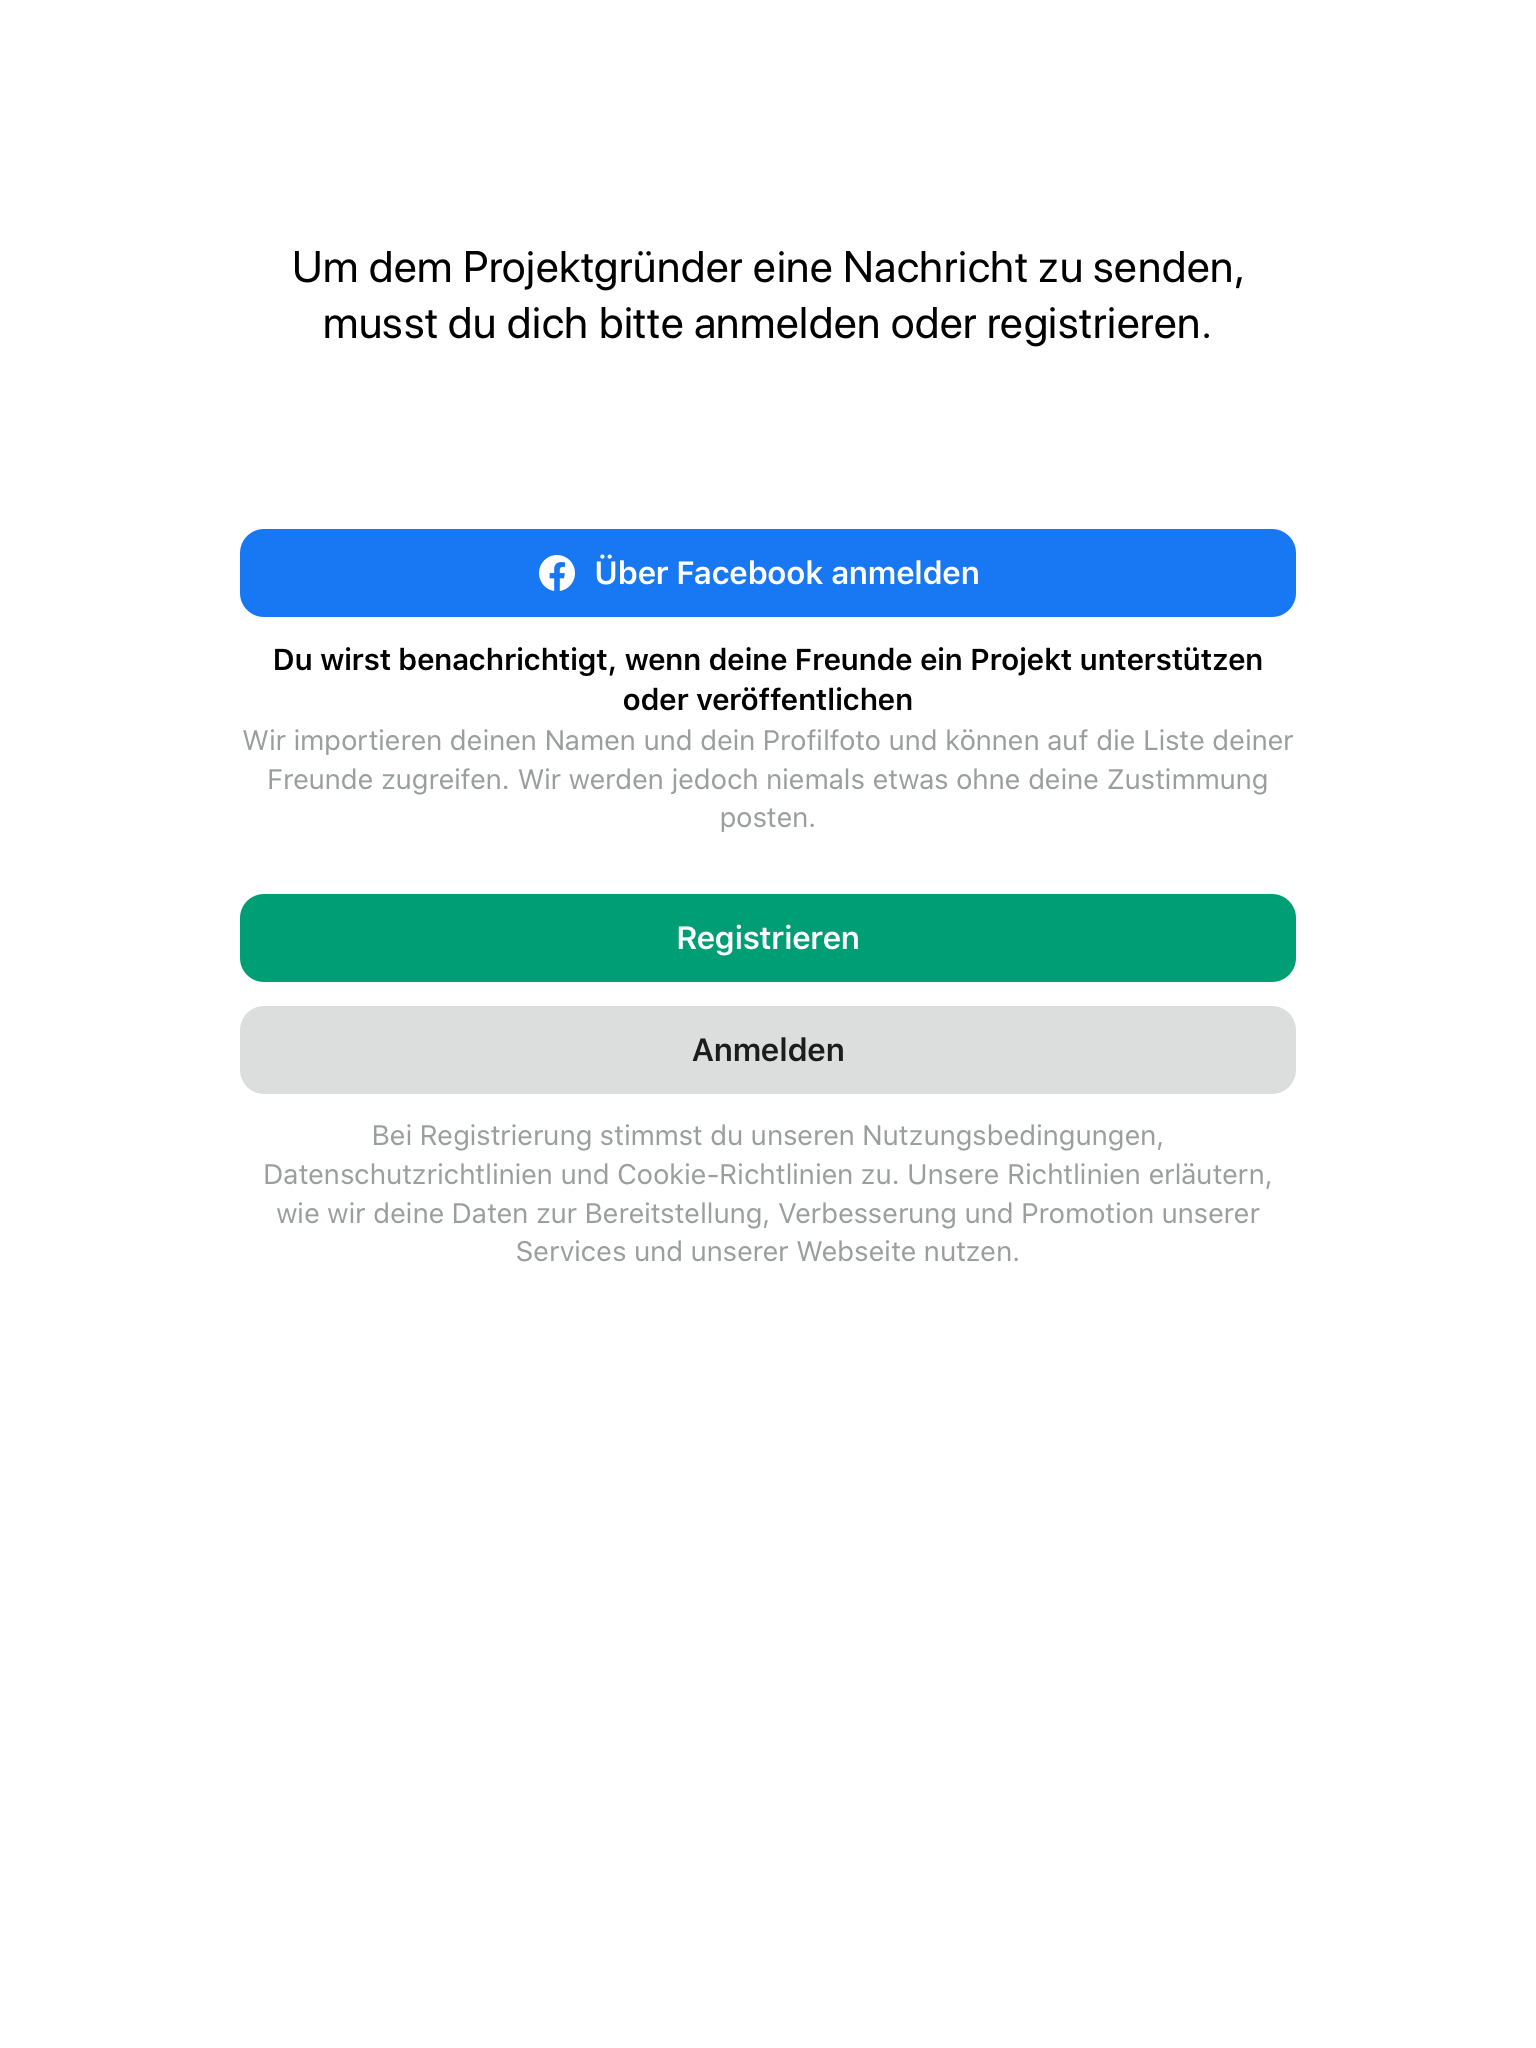 Um dem Projektgründer eine Nachricht zu senden,
musst du dich bitte anmelden oder registrieren.
Über Facebook anmelden
Du wirst benachrichtigt, wenn deine Freunde ein Projekt unterstützen
oder veröffentlichen
Wir importieren deinen Namen und dein Profilfoto und können auf die Liste deiner
Freunde zugreifen. Wir werden jedoch niemals etwas ohne deine Zustimmung
posten.
Registrieren
Anmelden
Bei Registrierung stimmst du unseren Nutzungsbedingungen,
Datenschutzrichtlinien und Cookie-Richtlinien zu. Unsere Richtlinien erläutern,
wie wir deine Daten zur Bereitstellung, Verbesserung und Promotion unserer
Services und unserer Webseite nutzen.